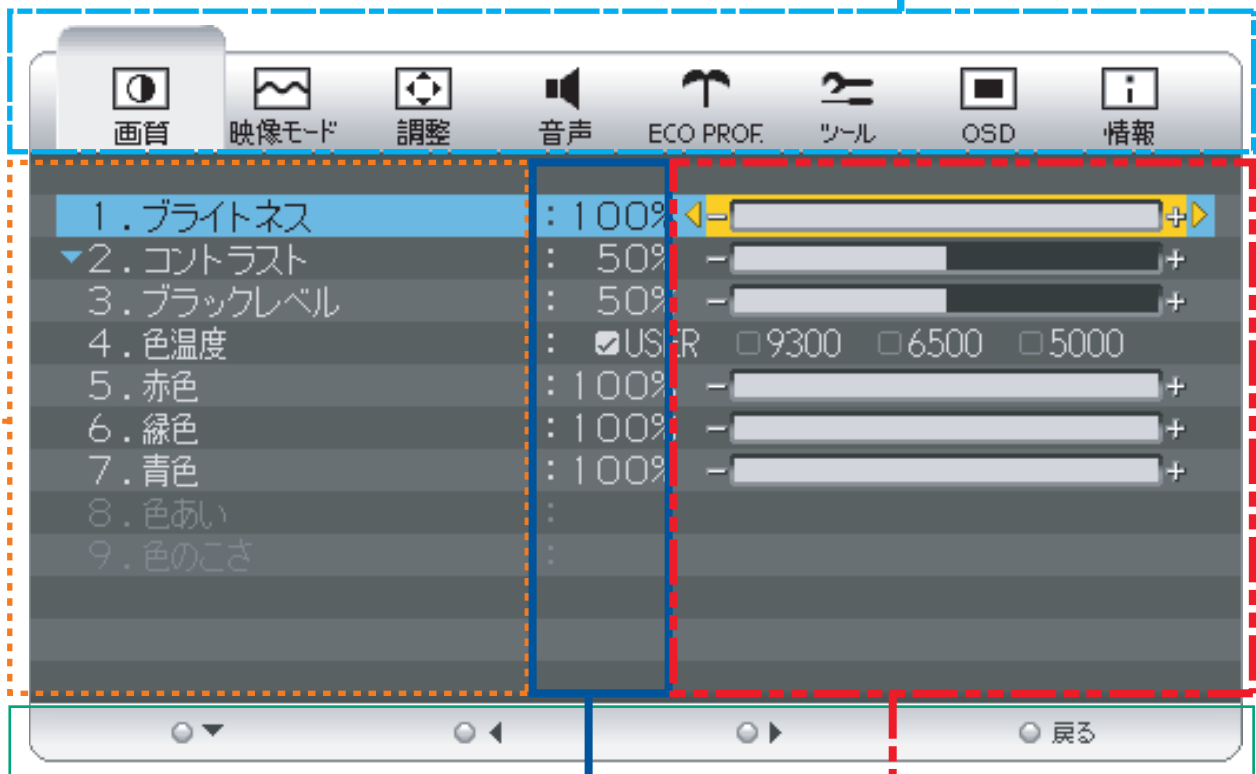 画質 映像モード 調整 音声 ECO PROF. ツール OSD 情報
1.ブライトネス : 100% - +
2.コントラスト : 50% - +
3.ブラックレベル : 50% - +
4.色温度 : USER 9300 6500 5000
5.赤色 : 100% - +
6.緑色 : 100% - +
7.青色 : 100% - +
8.色あい :
9.色のこさ :
戻る